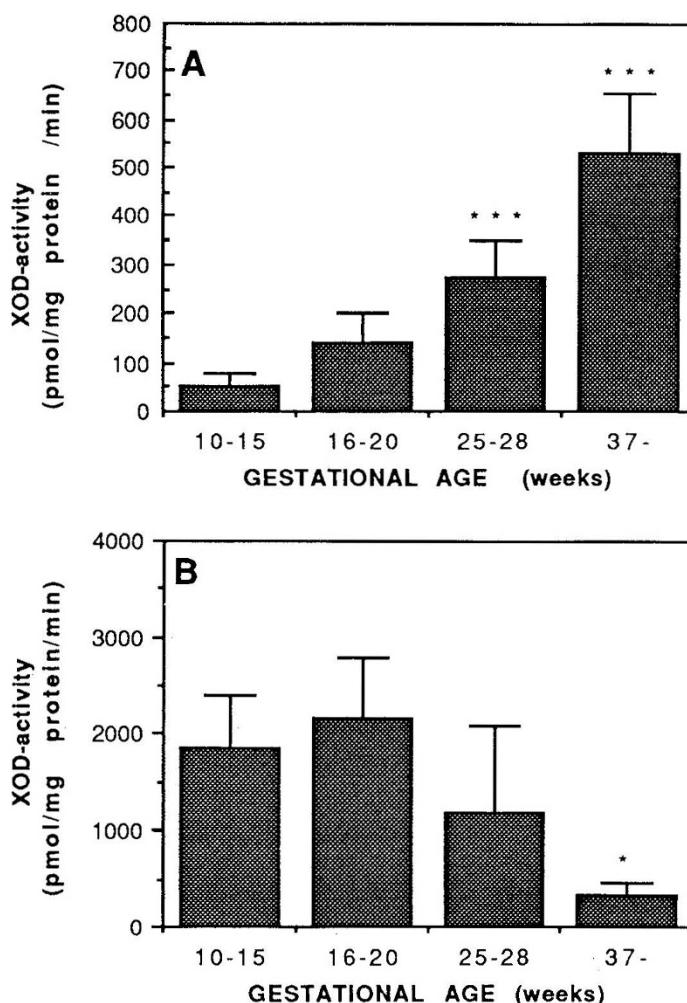 A
XOD-activity
(pmol/mg protein /min)
800
700
600
500
400
300
200
100
0
* * *
* * *
10-15 16-20 25-28 37-
GESTATIONAL AGE (weeks)
B
XOD-activity
(pmol/mg protein/min)
4000
3000
2000
1000
0
*
10-15 16-20 25-28 37-
GESTATIONAL AGE (weeks)